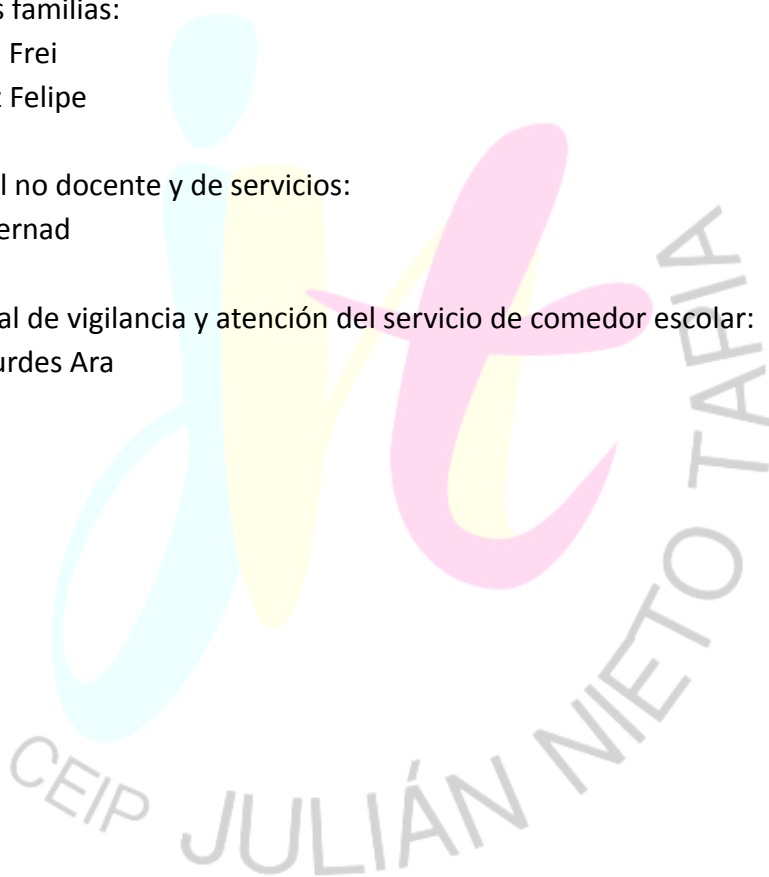 s familias:
Frei
Felipe
l no docente y de servicios:
ernad
al de vigilancia y atención del servicio de comedor escolar:
urdes Ara
jnt
CEIP JULIÁN NIETO TAPIA